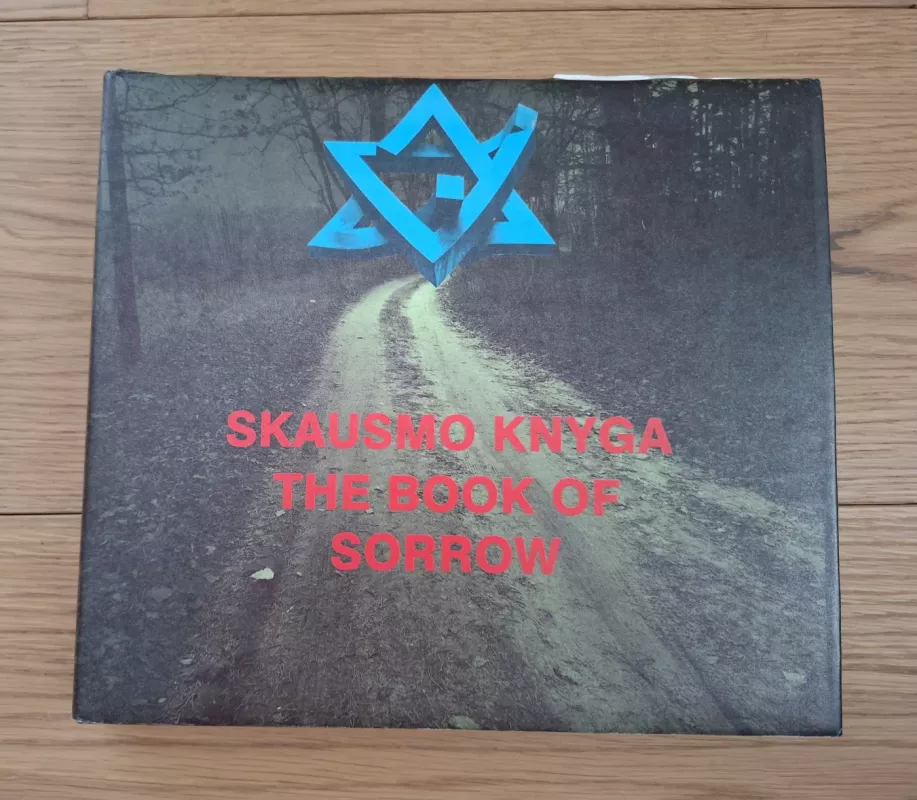 SKAUSMO KNYGA
THE BOOK OF
SORROW